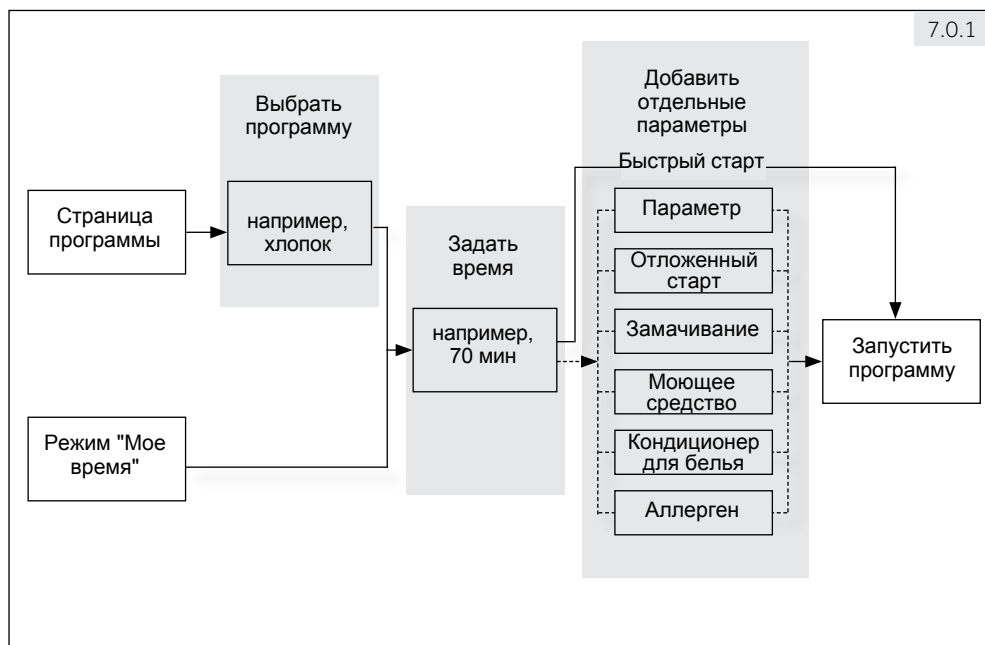 7.0.1
Выбрать
программу
Добавить
отдельные
параметры
Быстрый старт
Страница
программы
например,
хлопок
Задать
время
например,
70 мин
Параметр
Отложенный
старт
Замачивание
Моющее
средство
Кондиционер
для белья
Аллерген
Запустить
программу
Режим "Мое
время"